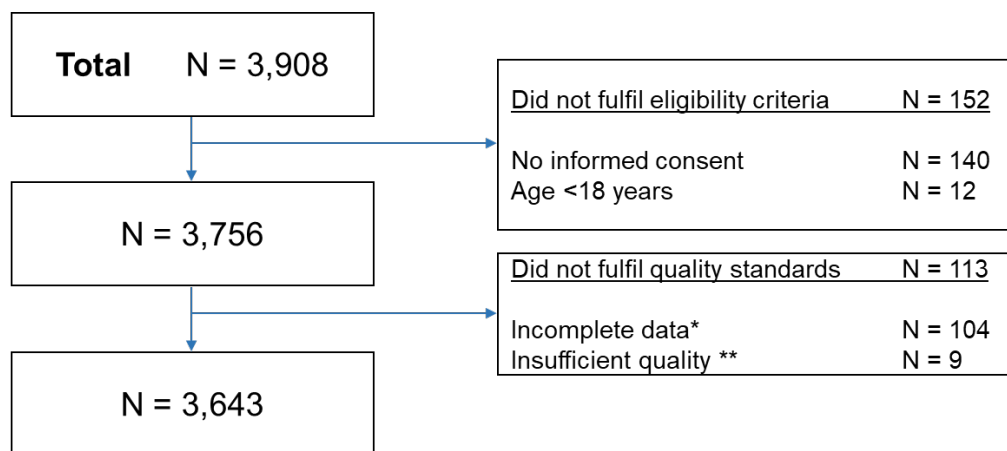 Total N = 3,908
Did not fulfil eligibility criteria N = 152
No informed consent N = 140
Age <18 years N = 12
N = 3,756
Did not fulfil quality standards N = 113
Incomplete data* N = 104
Insufficient quality ** N = 9
N = 3,643